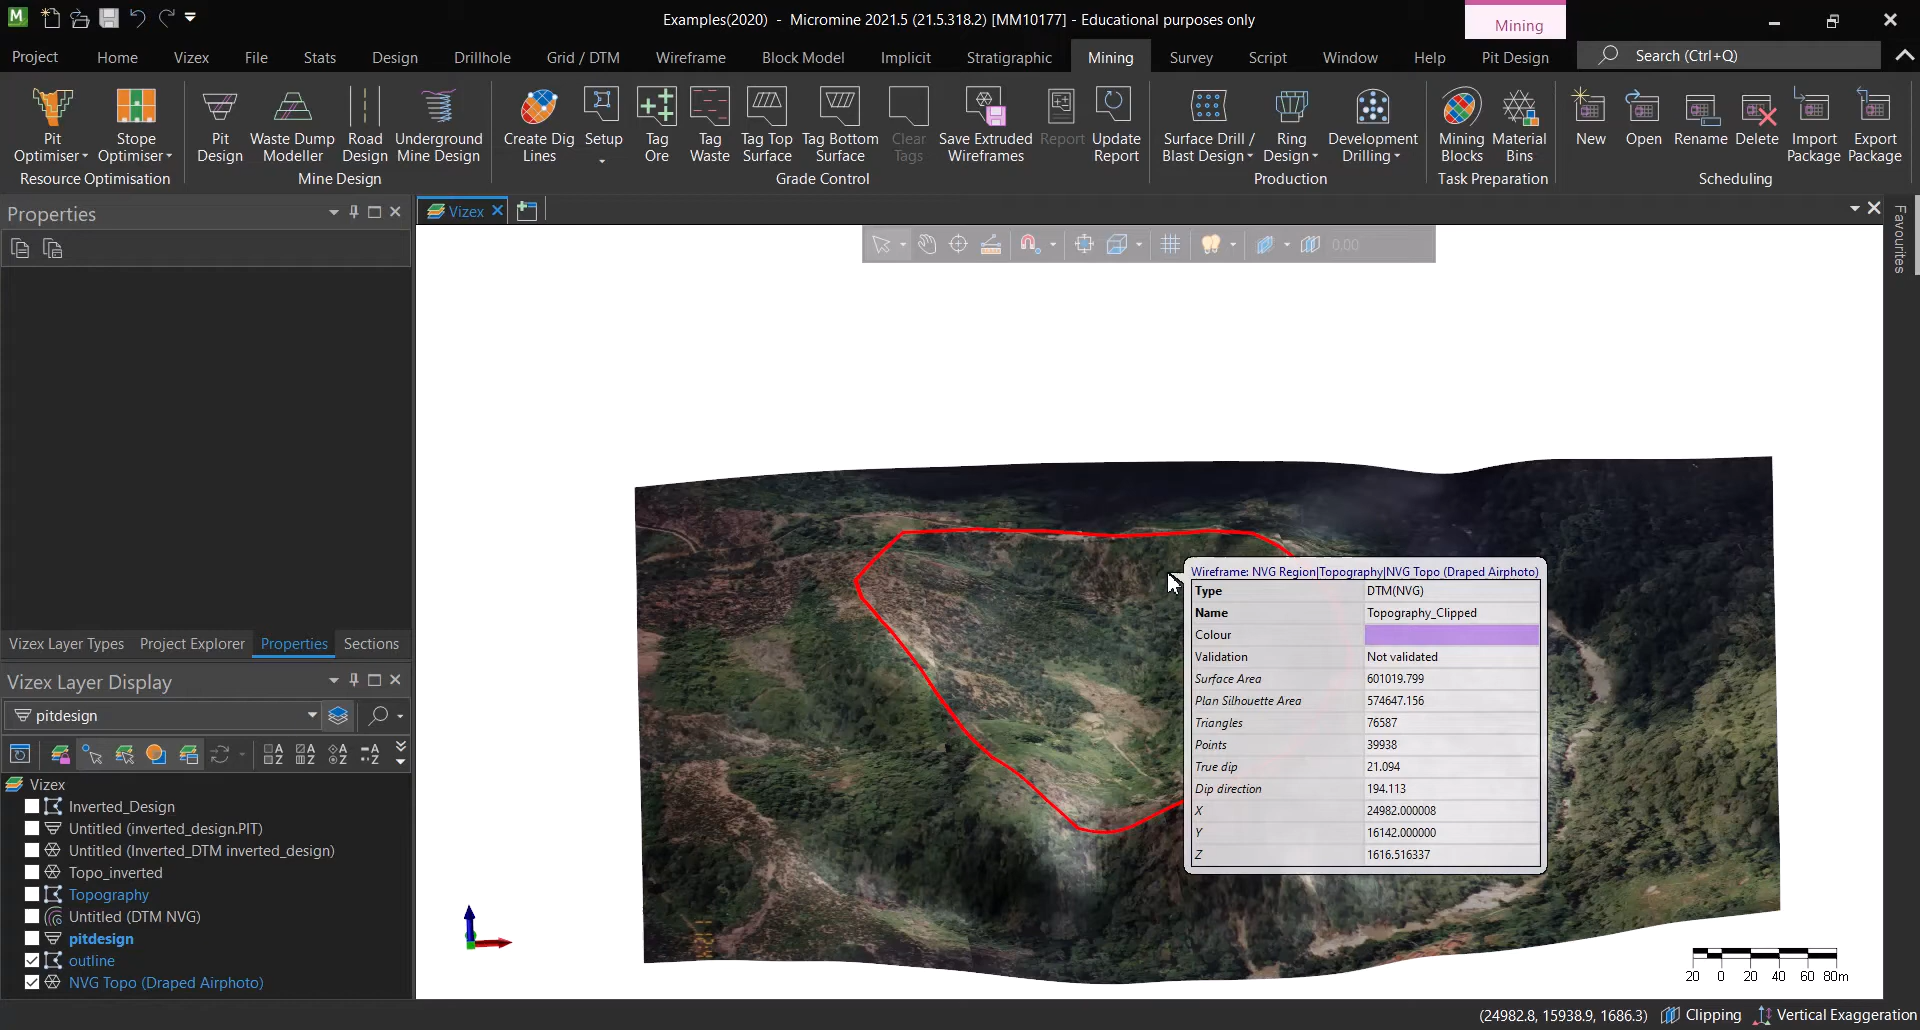 Examples(2020) - Micromine 2021.5 (21.5.318.2) [MM10177] - Educational purposes only
Mining
Project Home Vizex File Stats Design Drillhole Grid / DTM Wireframe Block Model Implicit Stratigraphic Mining Survey Script Window Help Pit Design Search (Ctrl+Q)
Pit Optimiser Stope Optimiser
Resource Optimisation
Pit Design Waste Dump Modeller Road Design Underground Mine Design
Mine Design
Create Dig Lines Setup Tag Ore Tag Waste Tag Top Surface Tag Bottom Surface Clear Tags Save Extruded Wireframes Report Update Report
Grade Control
Surface Drill / Blast Design Ring Design Development Drilling
Production
Mining Blocks Material Bins
Task Preparation
New Open Rename Delete Import Package Export Package
Scheduling
Properties
Vizex
Favourites
0.00
Wireframe: NVG Region|Topography|NVG Topo (Draped Airphoto)
Type DTM(NVG)
Name Topography_Clipped
Colour
Validation Not validated
Surface Area 601019.799
Plan Silhouette Area 574647.156
Triangles 76587
Points 39938
True dip 21.094
Dip direction 194.113
X 24982.000008
Y 16142.000000
Z 1616.516337
Vizex Layer Types Project Explorer Properties Sections
Vizex Layer Display
pitdesign
Vizex
Inverted_Design
Untitled (inverted_design.PIT)
Untitled (Inverted_DTM inverted_design)
Topo_inverted
Topography
Untitled (DTM NVG)
pitdesign
outline
NVG Topo (Draped Airphoto)
20 0 20 40 60 80m
(24982.8, 15938.9, 1686.3) Clipping Vertical Exaggeration